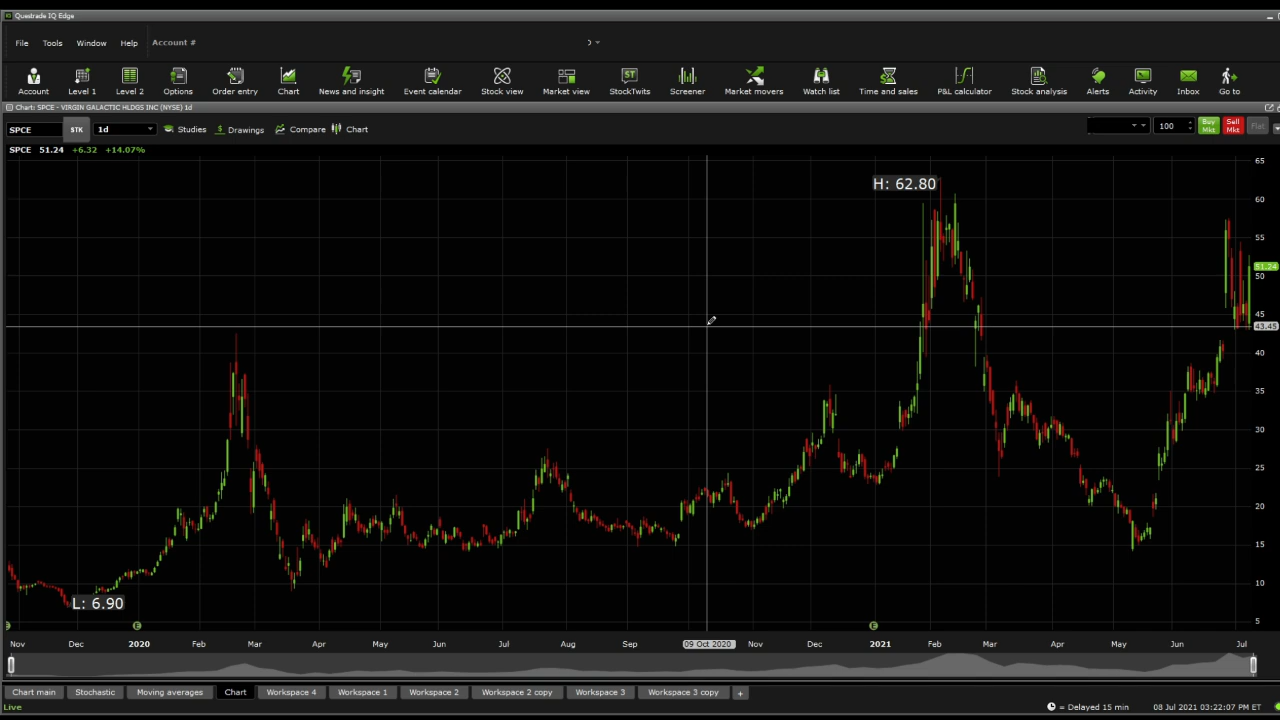 Questrade IQ Edge
File Tools Window Help Account #
Account Level 1 Level 2 Options Order entry Chart News and insight Event calendar Stock view Market view StockTwits Screener Market movers Watch list Time and sales P&L calculator Stock analysis Alerts Activity Inbox Go to
Chart: SPCE - VIRGIN GALACTIC HLDGS INC (NYSE) 1d
SPCE STK 1d Studies Drawings Compare Chart 100 Buy Mkt Sell Mkt Flat
SPCE 51.24 +6.32 +14.07%
65
H: 62.80
60
55
51.24
50
45
43.45
40
35
30
25
20
15
10
L: 6.90
5
E E E
Nov Dec 2020 Feb Mar Apr May Jun Jul Aug Sep 09 Oct 2020 Nov Dec 2021 Feb Mar Apr May Jun Jul
Chart main Stochastic Moving averages Chart Workspace 4 Workspace 1 Workspace 2 Workspace 2 copy Workspace 3 Workspace 3 copy +
Live = Delayed 15 min 08 Jul 2021 03:22:07 PM ET